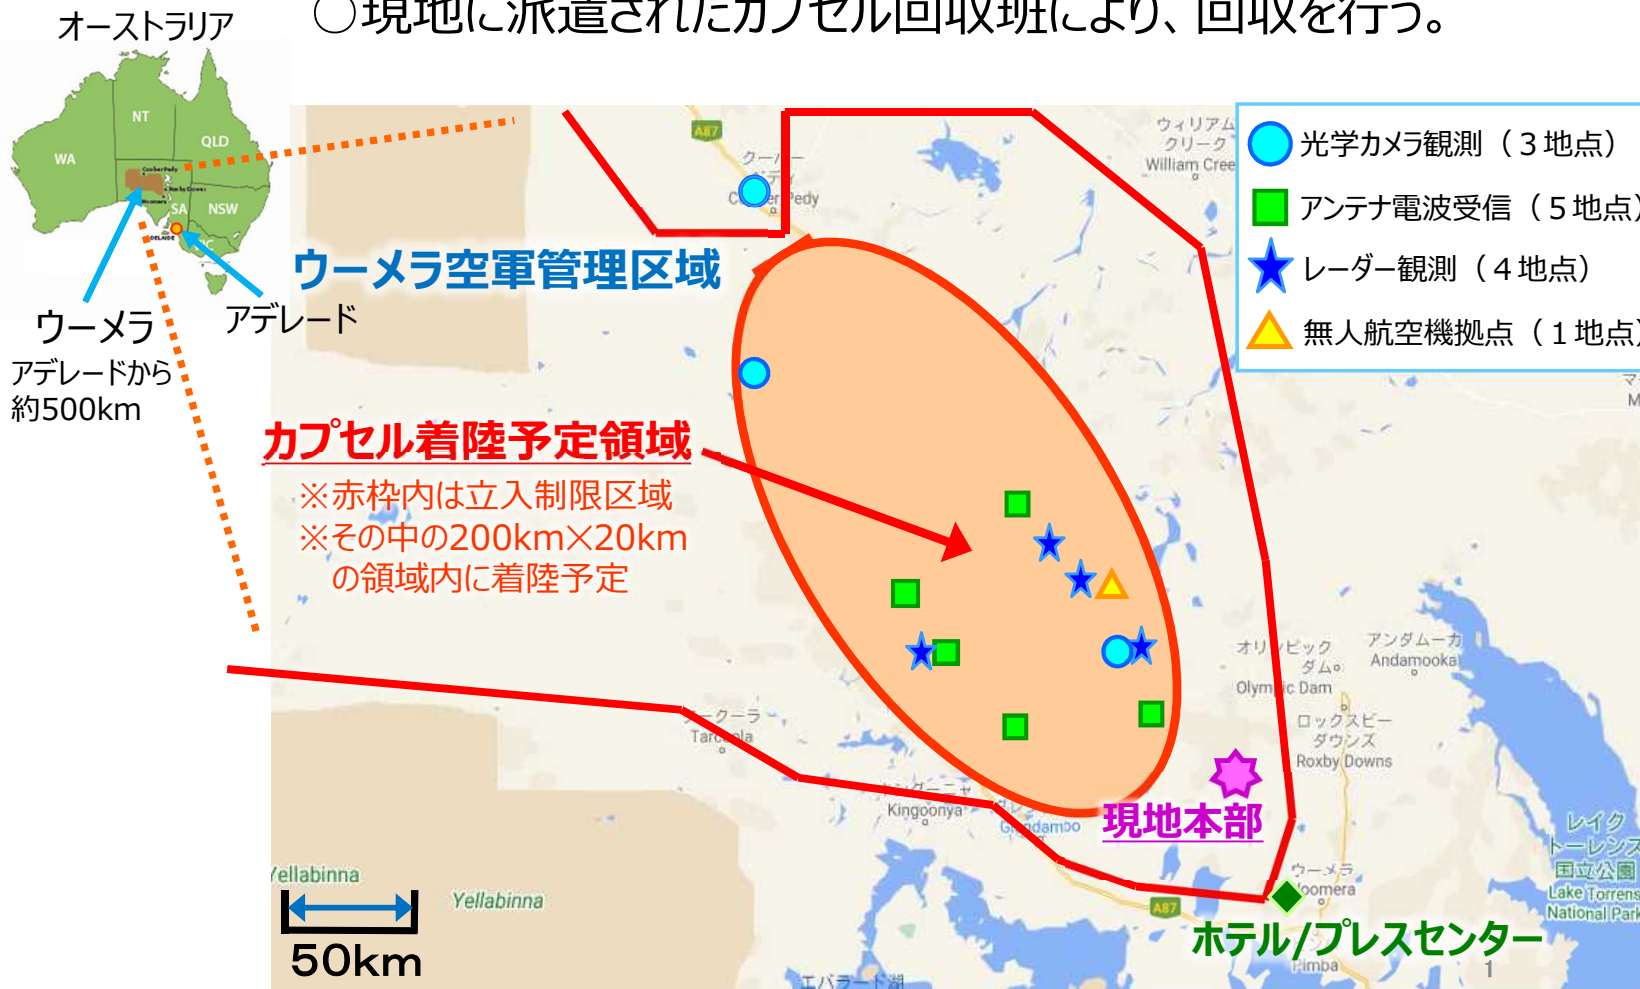 ○現地に派遣されたカプセル回収班により、回収を行う。
オーストラリア
NT
QLD
WA
Coober Pedy
Roxby Downs
Woomera
SA
NSW
ADELAIDE
ウーメラ
アデレード
アデレードから
約500km
光学カメラ観測（３地点）
アンテナ電波受信（５地点）
レーダー観測（４地点）
無人航空機拠点（１地点）
A87
クーバー
ウィリアム
クリーク
William Cree
ウーメラ空軍管理区域
カプセル着陸予定領域
※赤枠内は立入制限区域
※その中の200km×20km
の領域内に着陸予定
オリンピック
ダム
Olympic Dam
アンダムーカ
Andamooka
ロックスビー
ダウンズ
Roxby Downs
タークーラ
Tarcoola
キングーニャ
Kingoonya
Glendambo
現地本部
ウーメラ
Woomera
A87
ホテル/プレスセンター
Pimba
1
レイク
トーレンズ
国立公園
Lake Torrens
National Park
Yellabinna
Yellabinna
50km
エバラード湖